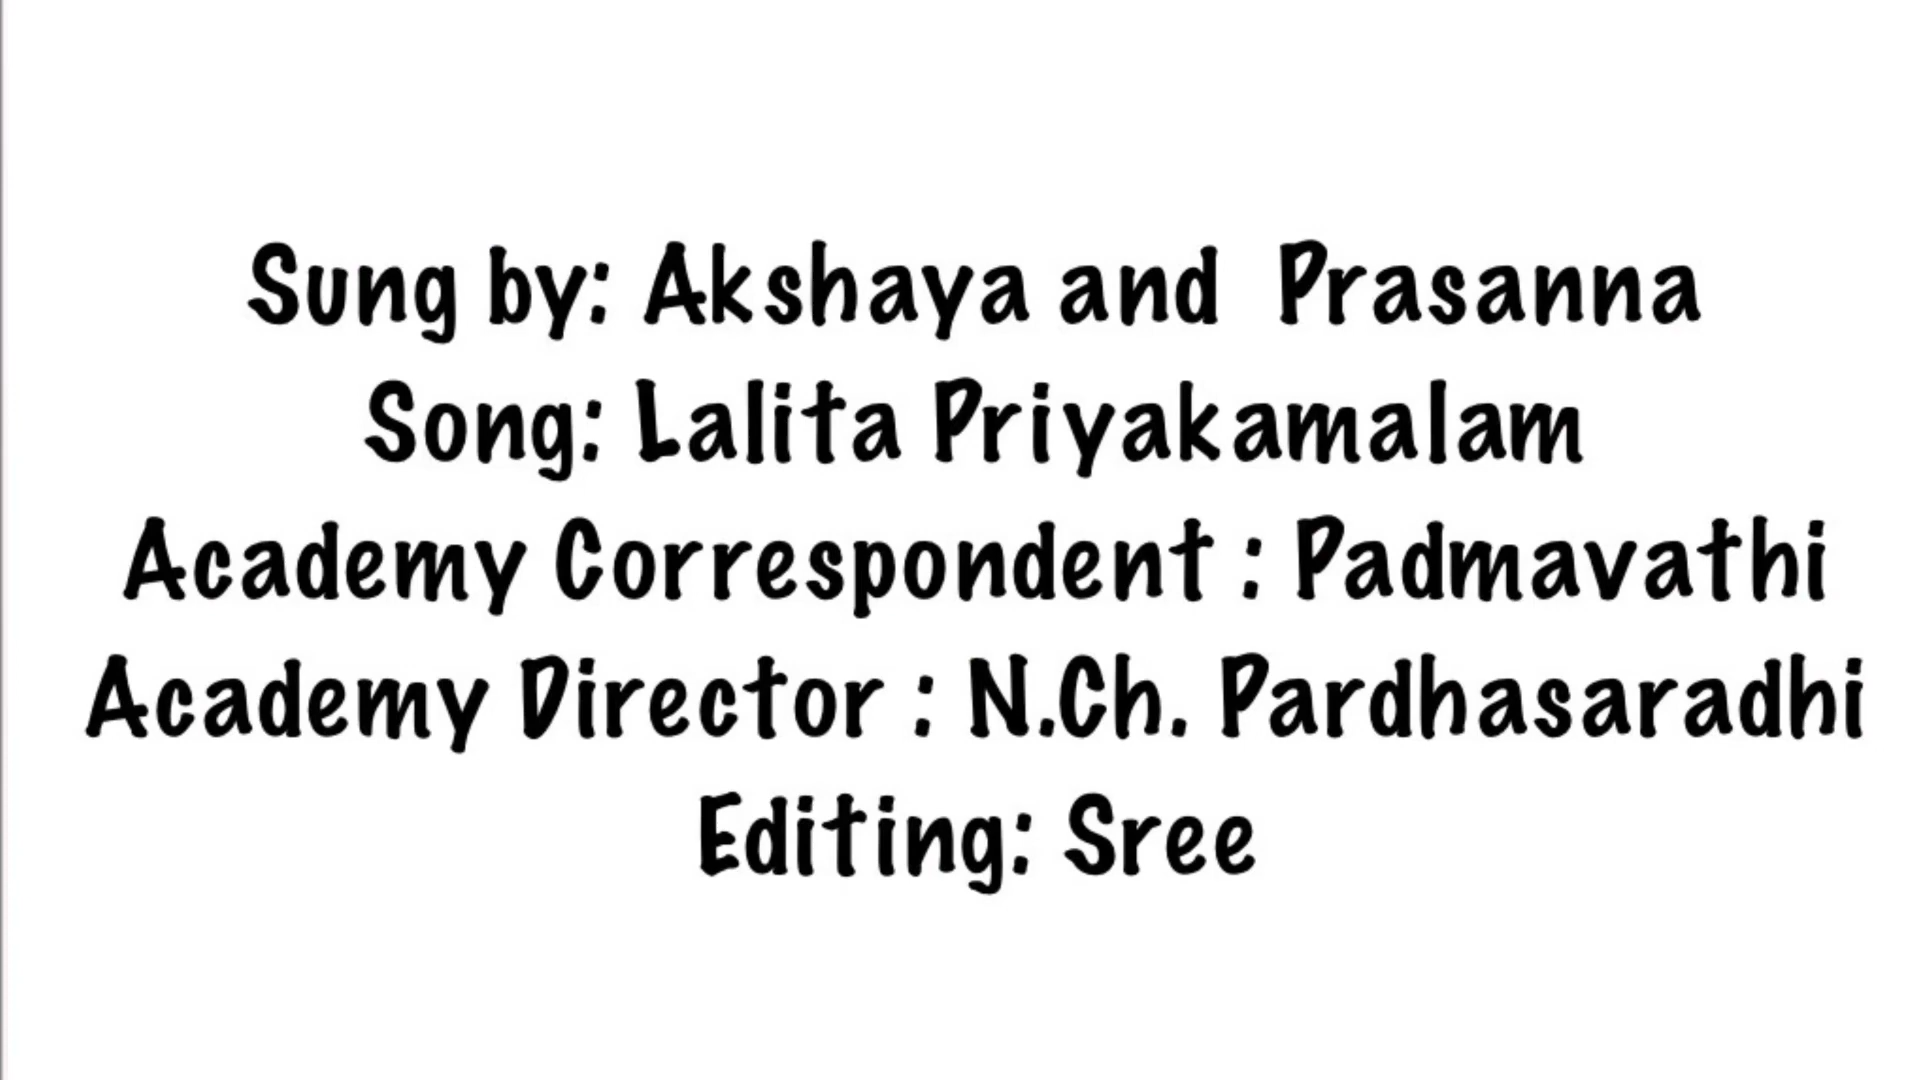 Sung by: Akshaya and Prasanna
Song: Lalita Priyakamalam
Academy Correspondent : Padmavathi
Academy Director : N.Ch. Pardhasaradhi
Editing: Sree